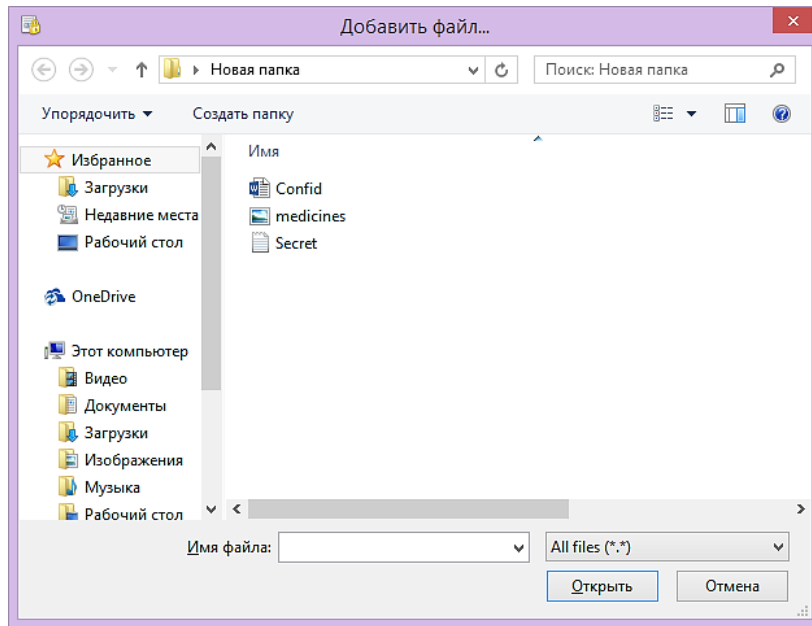 Добавить файл...
Новая папка
Поиск: Новая папка
Упорядочить
Создать папку
Избранное
Загрузки
Недавние места
Рабочий стол
OneDrive
Этот компьютер
Видео
Документы
Загрузки
Изображения
Музыка
Рабочий стол
Имя
Confid
medicines
Secret
Имя файла:
All files (*.*)
Открыть
Отмена